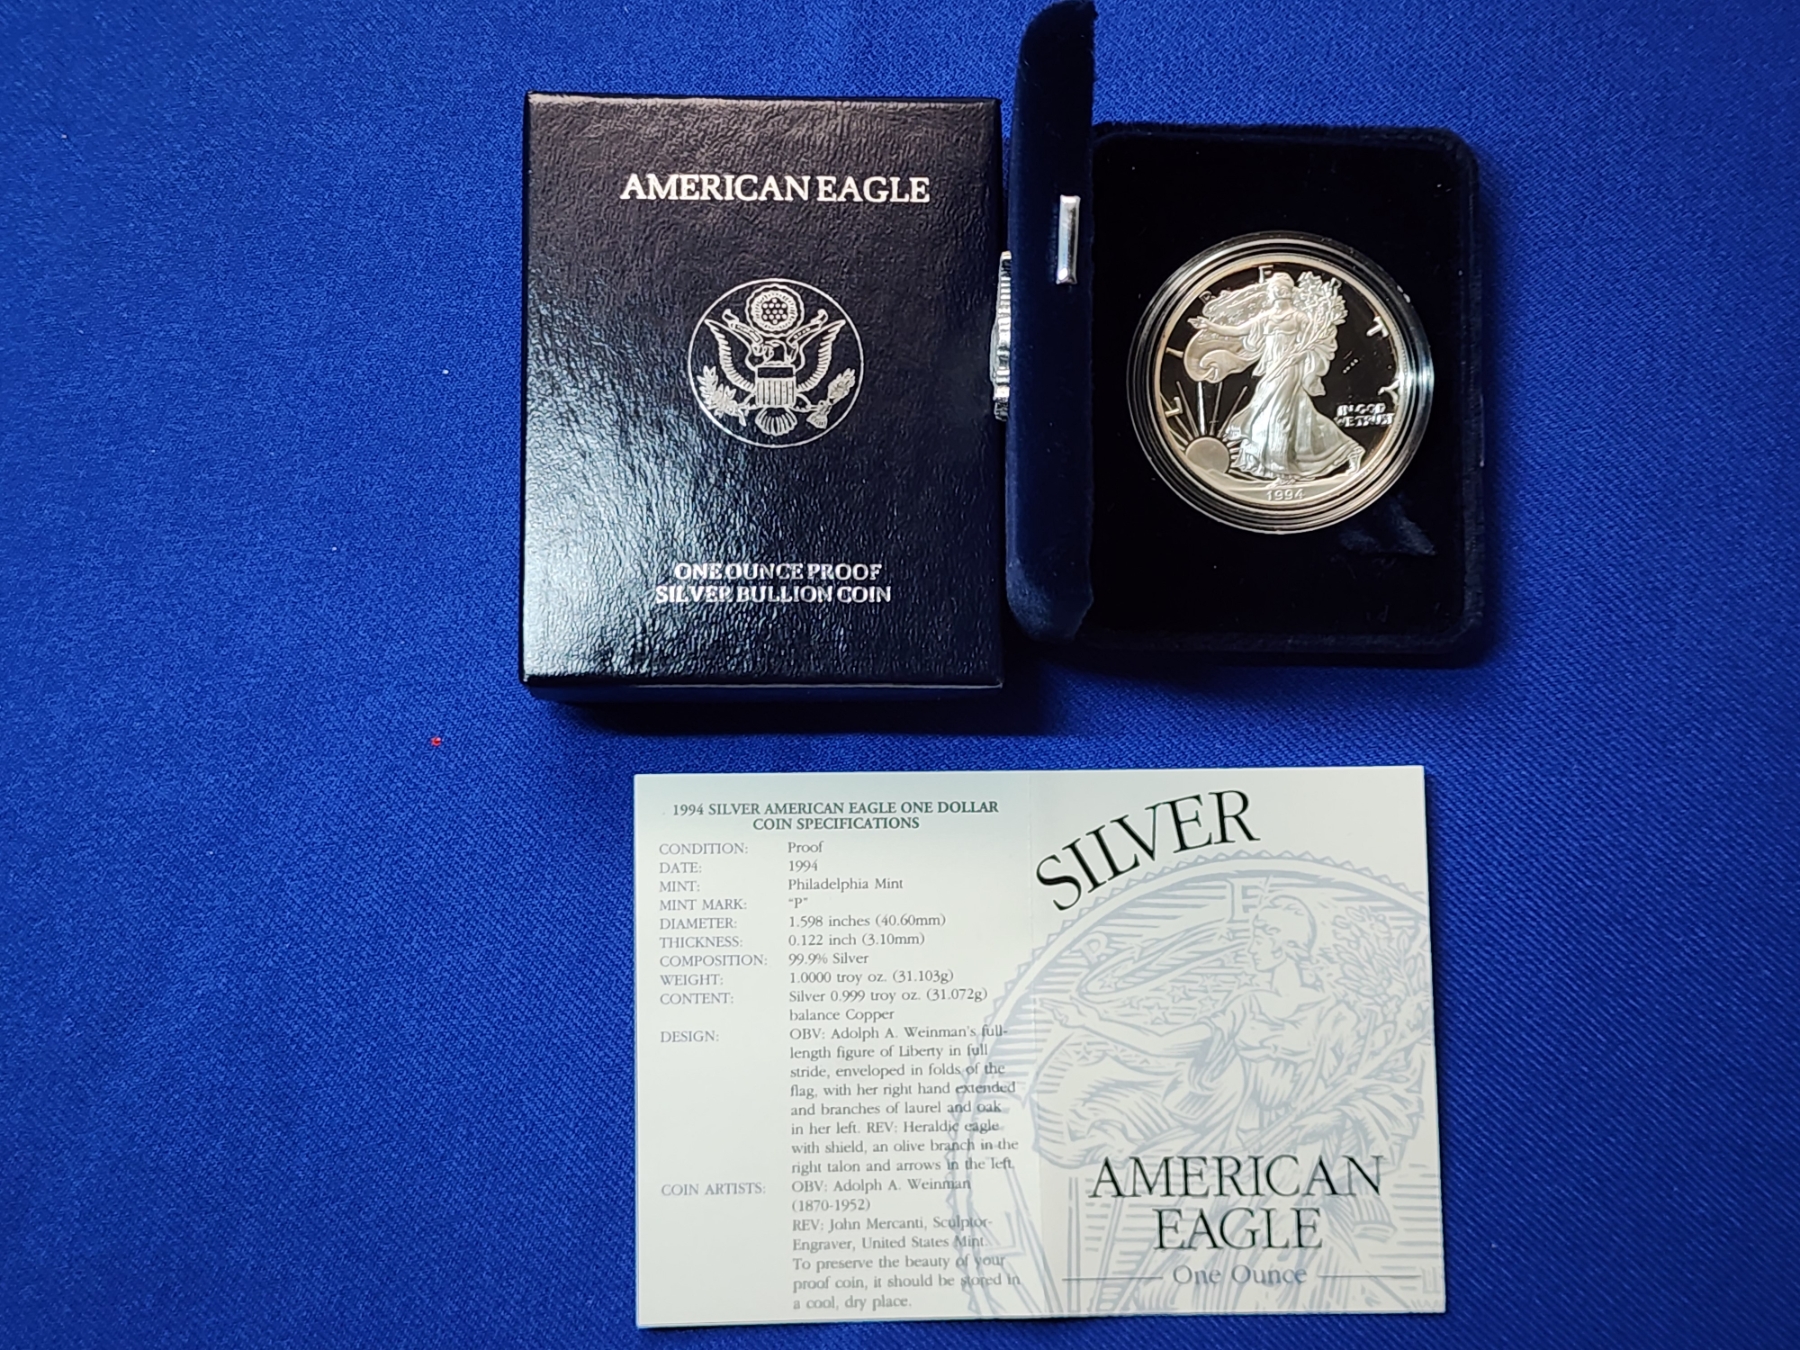 AMERICAN EAGLE
ONE OUNCE PROOF
SILVER BULLION COIN
LIBERTY
IN GOD
WE TRUST
1994
1994 SILVER AMERICAN EAGLE ONE DOLLAR
COIN SPECIFICATIONS
CONDITION: Proof
DATE: 1994
MINT: Philadelphia Mint
MINT MARK: "P"
DIAMETER: 1.598 inches (40.60mm)
THICKNESS: 0.122 inch (3.10mm)
COMPOSITION: 99.9% Silver
WEIGHT: 1.0000 troy oz. (31.103g)
CONTENT: Silver 0.999 troy oz. (31.072g)
balance Copper
DESIGN: OBV: Adolph A. Weinman's full-
length figure of Liberty in full
stride, enveloped in folds of the
flag, with her right hand extended
and branches of laurel and oak
in her left. REV: Heraldic eagle
with shield, an olive branch in the
right talon and arrows in the left.
COIN ARTISTS: OBV: Adolph A. Weinman
(1870-1952)
REV: John Mercanti, Sculptor-
Engraver, United States Mint.
To preserve the beauty of your
proof coin, it should be stored in
a cool, dry place.
SILVER
AMERICAN
EAGLE
One Ounce